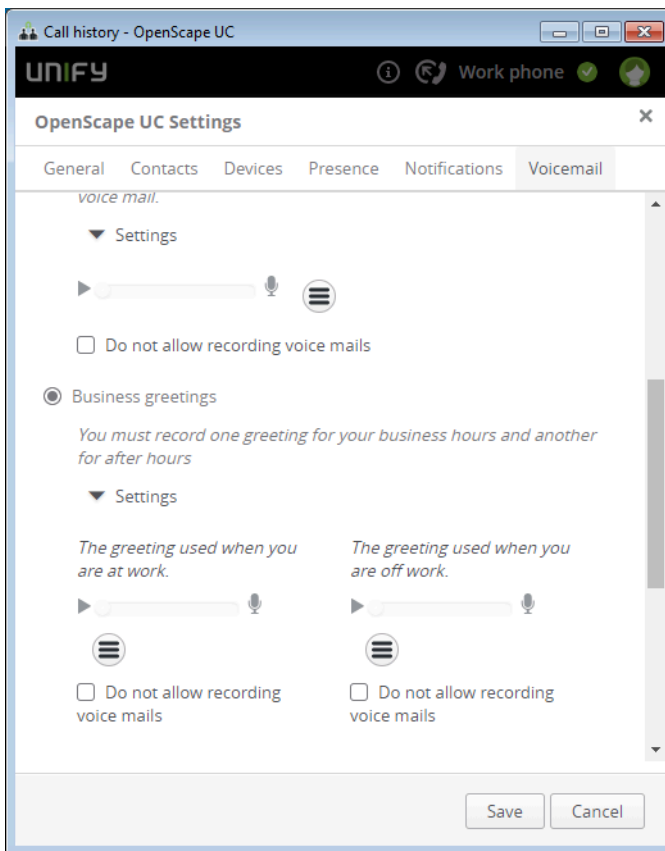 Call history - OpenScape UC
UNIFY
Work phone
OpenScape UC Settings
General Contacts Devices Presence Notifications Voicemail
voice mail.
Settings
Do not allow recording voice mails
Business greetings
You must record one greeting for your business hours and another
for after hours
Settings
The greeting used when you
are at work.
The greeting used when you
are off work.
Do not allow recording
voice mails
Do not allow recording
voice mails
Save Cancel